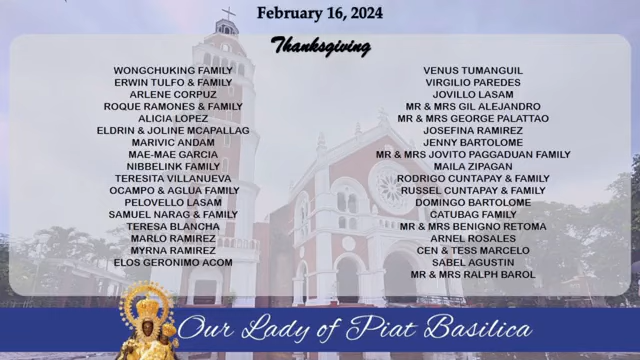 February 16, 2024
Thanksgiving
WONGCHUKING FAMILY
ERWIN TULFO & FAMILY
ARLENE CORPUZ
ROQUE RAMONES & FAMILY
ALICIA LOPEZ
ELDRIN & JOLINE MCAPALLAG
MARIVIC ANDAM
MAE-MAE GARCIA
NIBBELINK FAMILY
TERESITA VILLANUEVA
OCAMPO & AGLUA FAMILY
PELOVELLO LASAM
SAMUEL NARAG & FAMILY
TERESA BLANCHA
MARLO RAMIREZ
MYRNA RAMIREZ
ELOS GERONIMO ACOM
VENUS TUMANGUIL
VIRGILIO PAREDES
JOVILLO LASAM
MR & MRS GIL ALEJANDRO
MR & MRS GEORGE PALATTAO
JOSEFINA RAMIREZ
JENNY BARTOLOME
MR & MRS JOVITO PAGGADUAN FAMILY
MAILA ZIPAGAN
RODRIGO CUNTAPAY & FAMILY
RUSSEL CUNTAPAY & FAMILY
DOMINGO BARTOLOME
CATUBAG FAMILY
MR & MRS BENIGNO RETOMA
ARNEL ROSALES
CEN & TESS MARCELO
SABEL AGUSTIN
MR & MRS RALPH BAROL
Our Lady of Piat Basilica